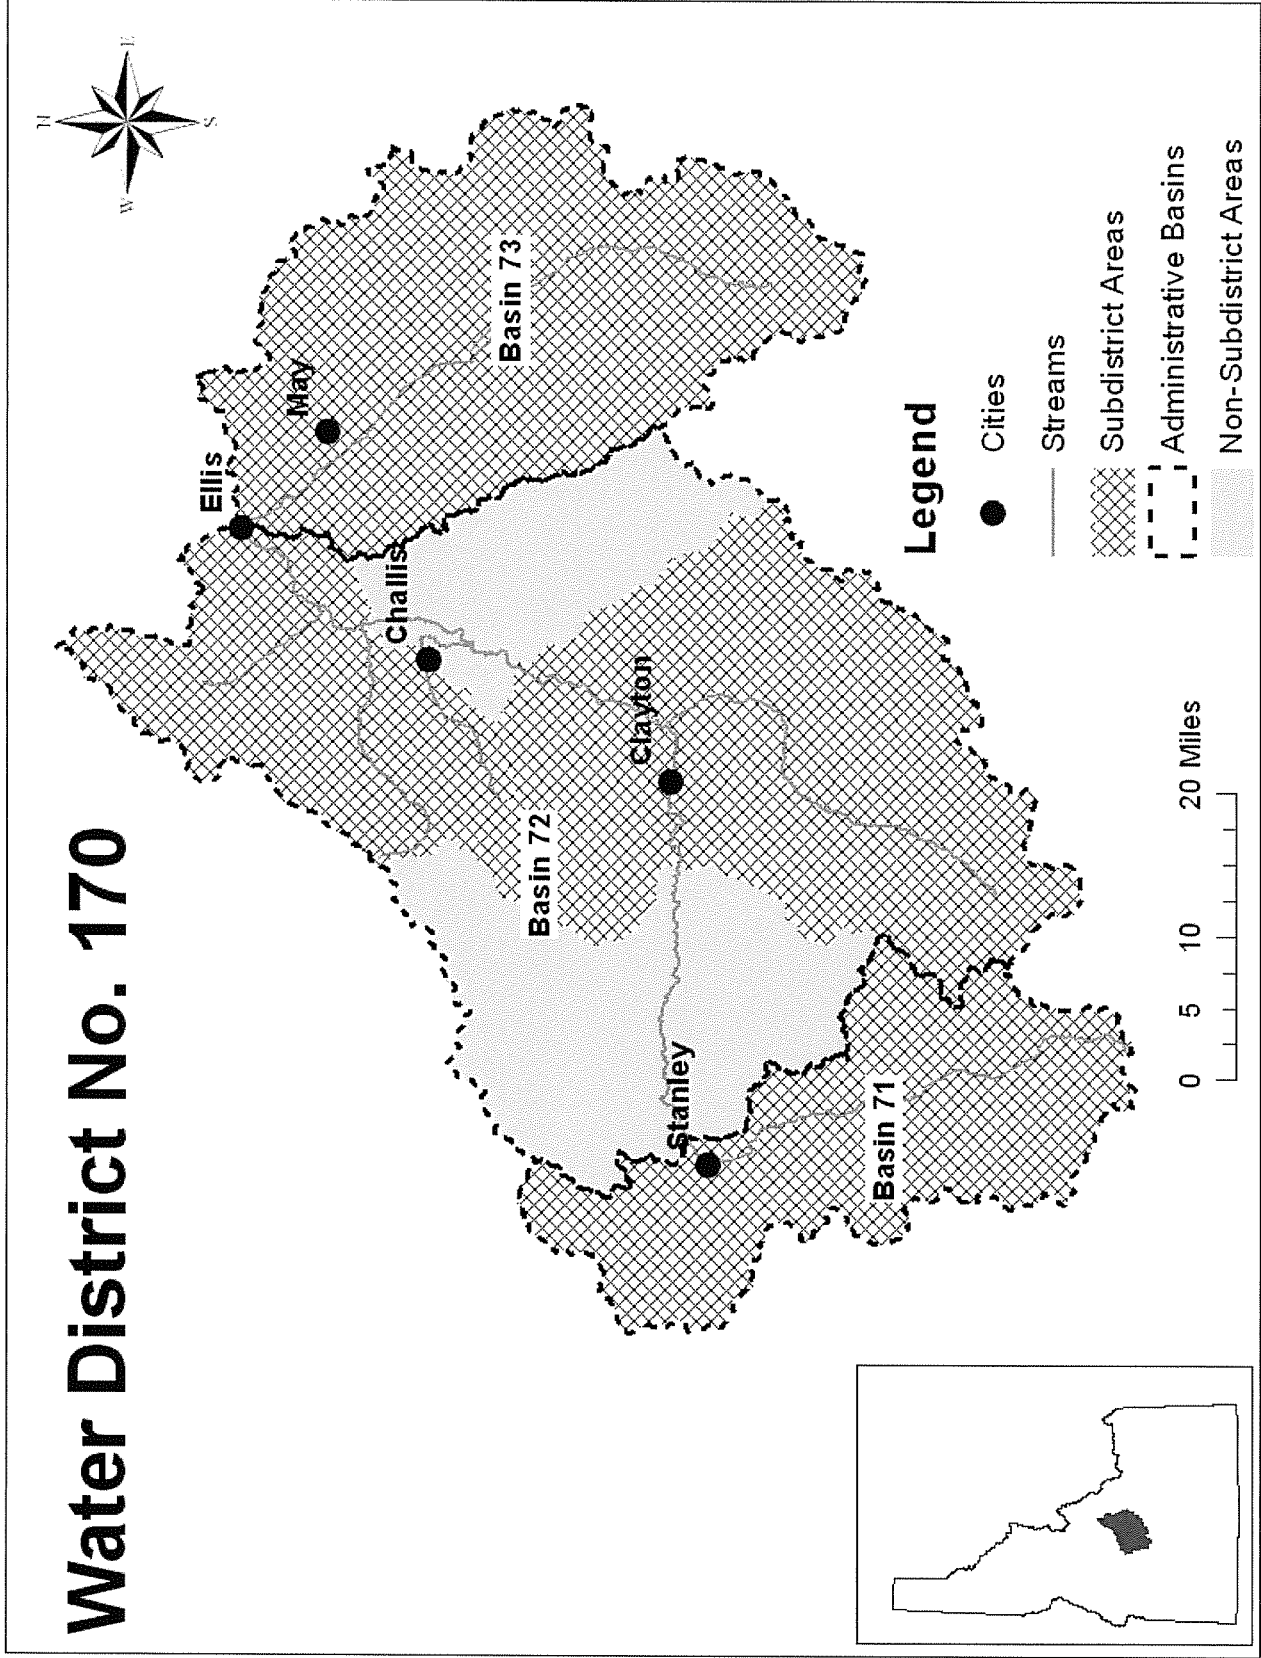 Water District No. 170
N
W
E
S
Ellis
May
Challis
Basin 73
Clayton
Basin 72
Stanley
Basin 71
Legend
Cities
Streams
Subdistrict Areas
Administrative Basins
Non-Subdistrict Areas
0 5 10 20 Miles